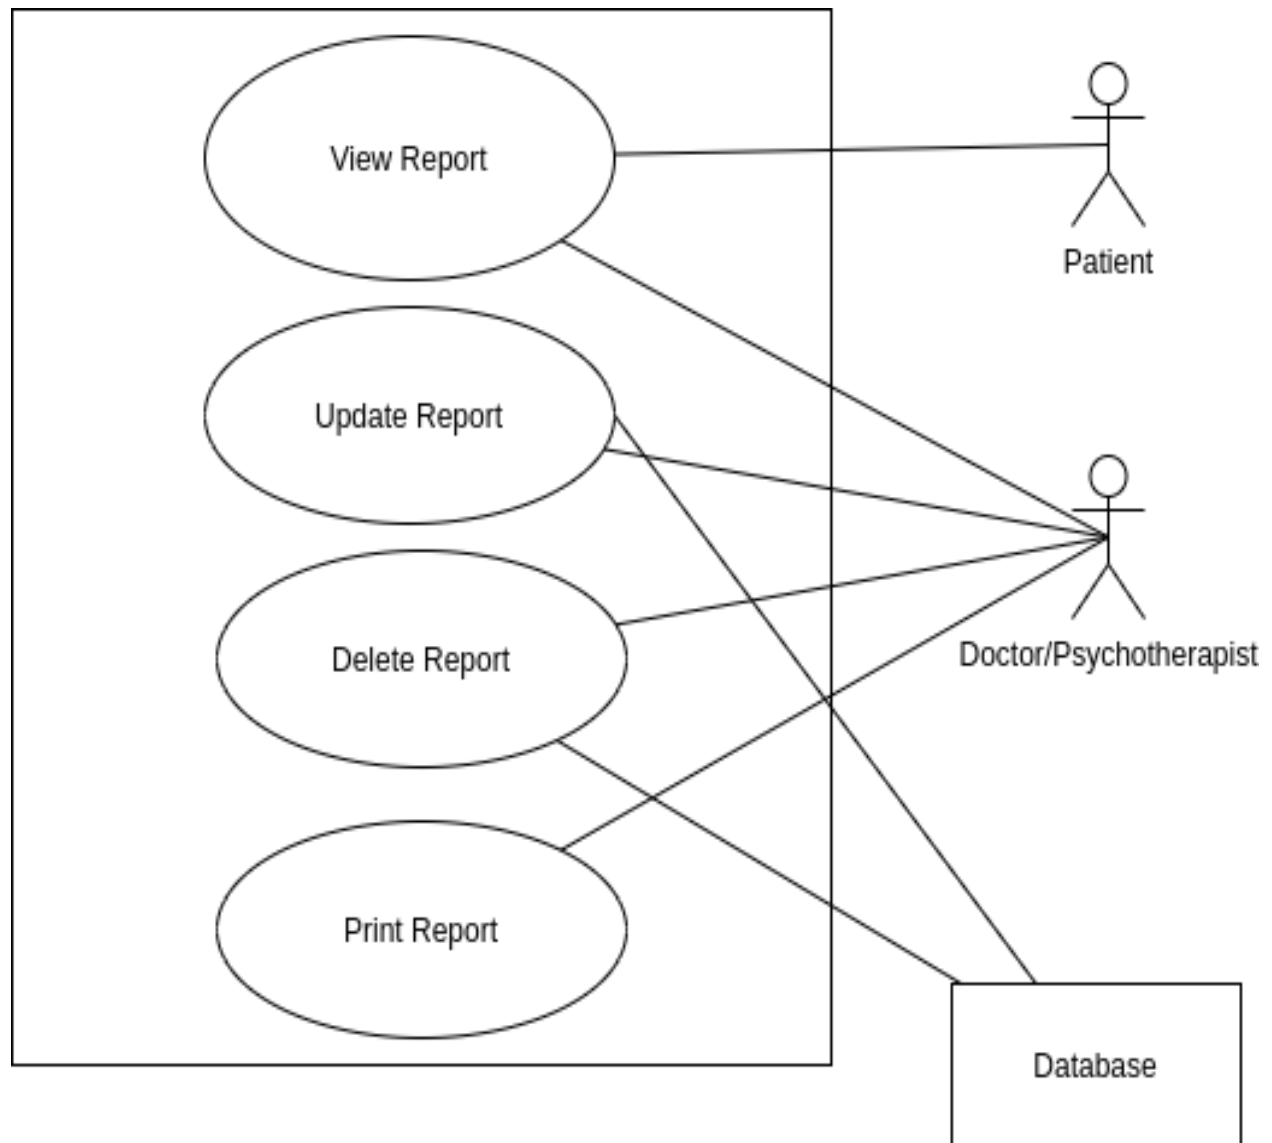 View Report
Patient
Update Report
Doctor/Psychotherapist
Delete Report
Print Report
Database